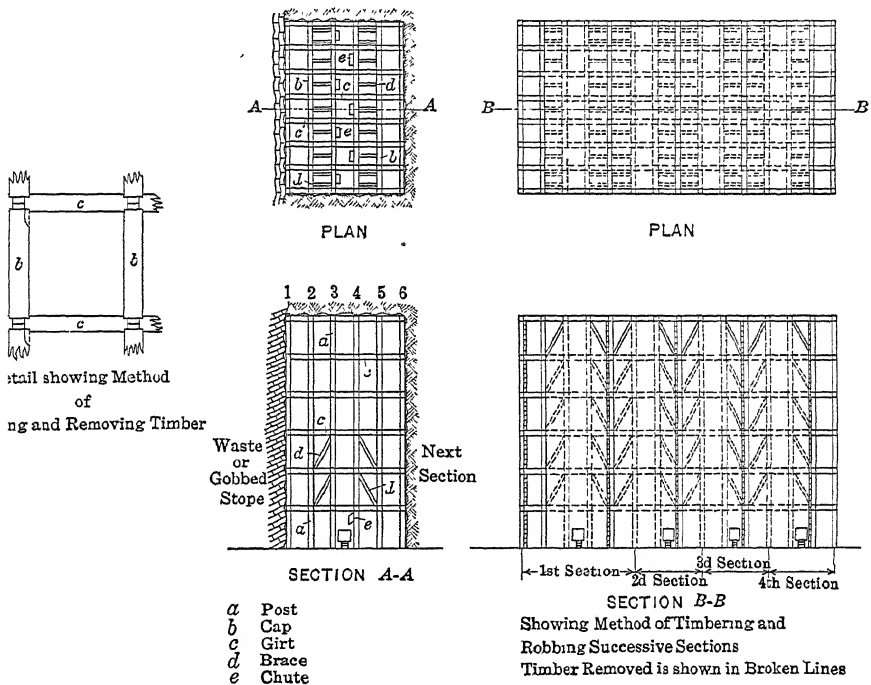 e
b c d
A A
c' e
b
J
PLAN
B B
PLAN
c
b b
c
etail showing Method
of
ng and Removing Timber
1 2 3 4 5 6
a
c
Waste
or
Gobbed
Stope
d
J
Next
Section
a
e
SECTION A-A
a Post
b Cap
c Girt
d Brace
e Chute
1st Section
2d Section
3d Section
4th Section
SECTION B-B
Showing Method of Timbering and
Robbing Successive Sections
Timber Removed is shown in Broken Lines